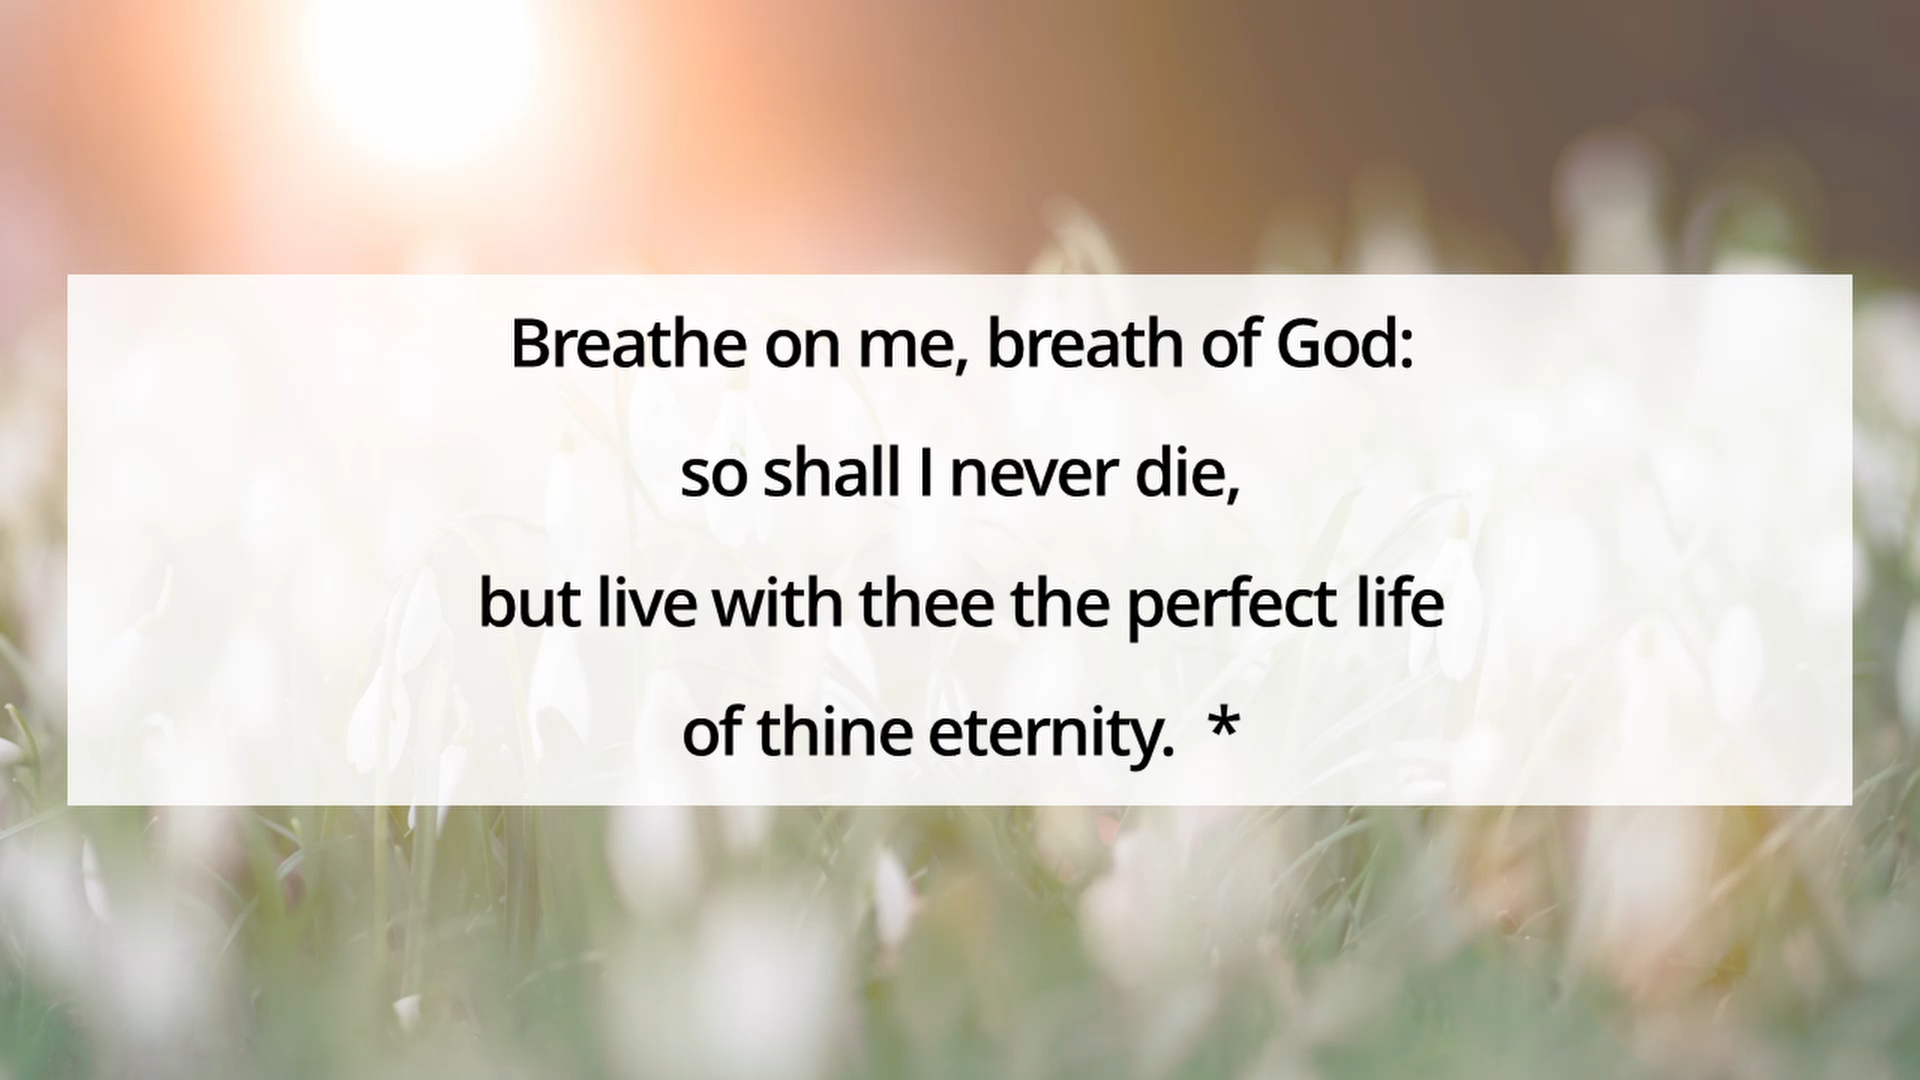 Breathe on me, breath of God:
so shall I never die,
but live with thee the perfect life
of thine eternity. *